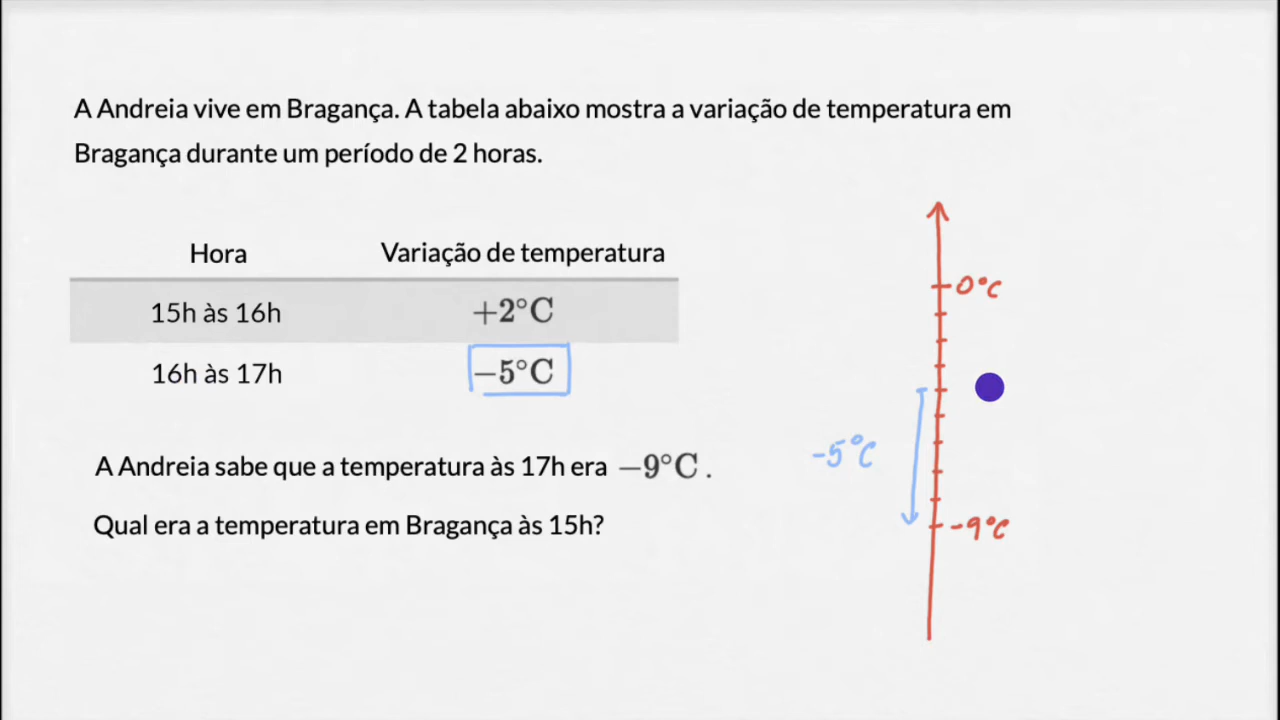 A Andreia vive em Bragança. A tabela abaixo mostra a variação de temperatura em
Bragança durante um período de 2 horas.
Hora Variação de temperatura
15h às 16h +2°C
16h às 17h −5°C
A Andreia sabe que a temperatura às 17h era −9°C.
Qual era a temperatura em Bragança às 15h?
0°C
-5°C
-9°C